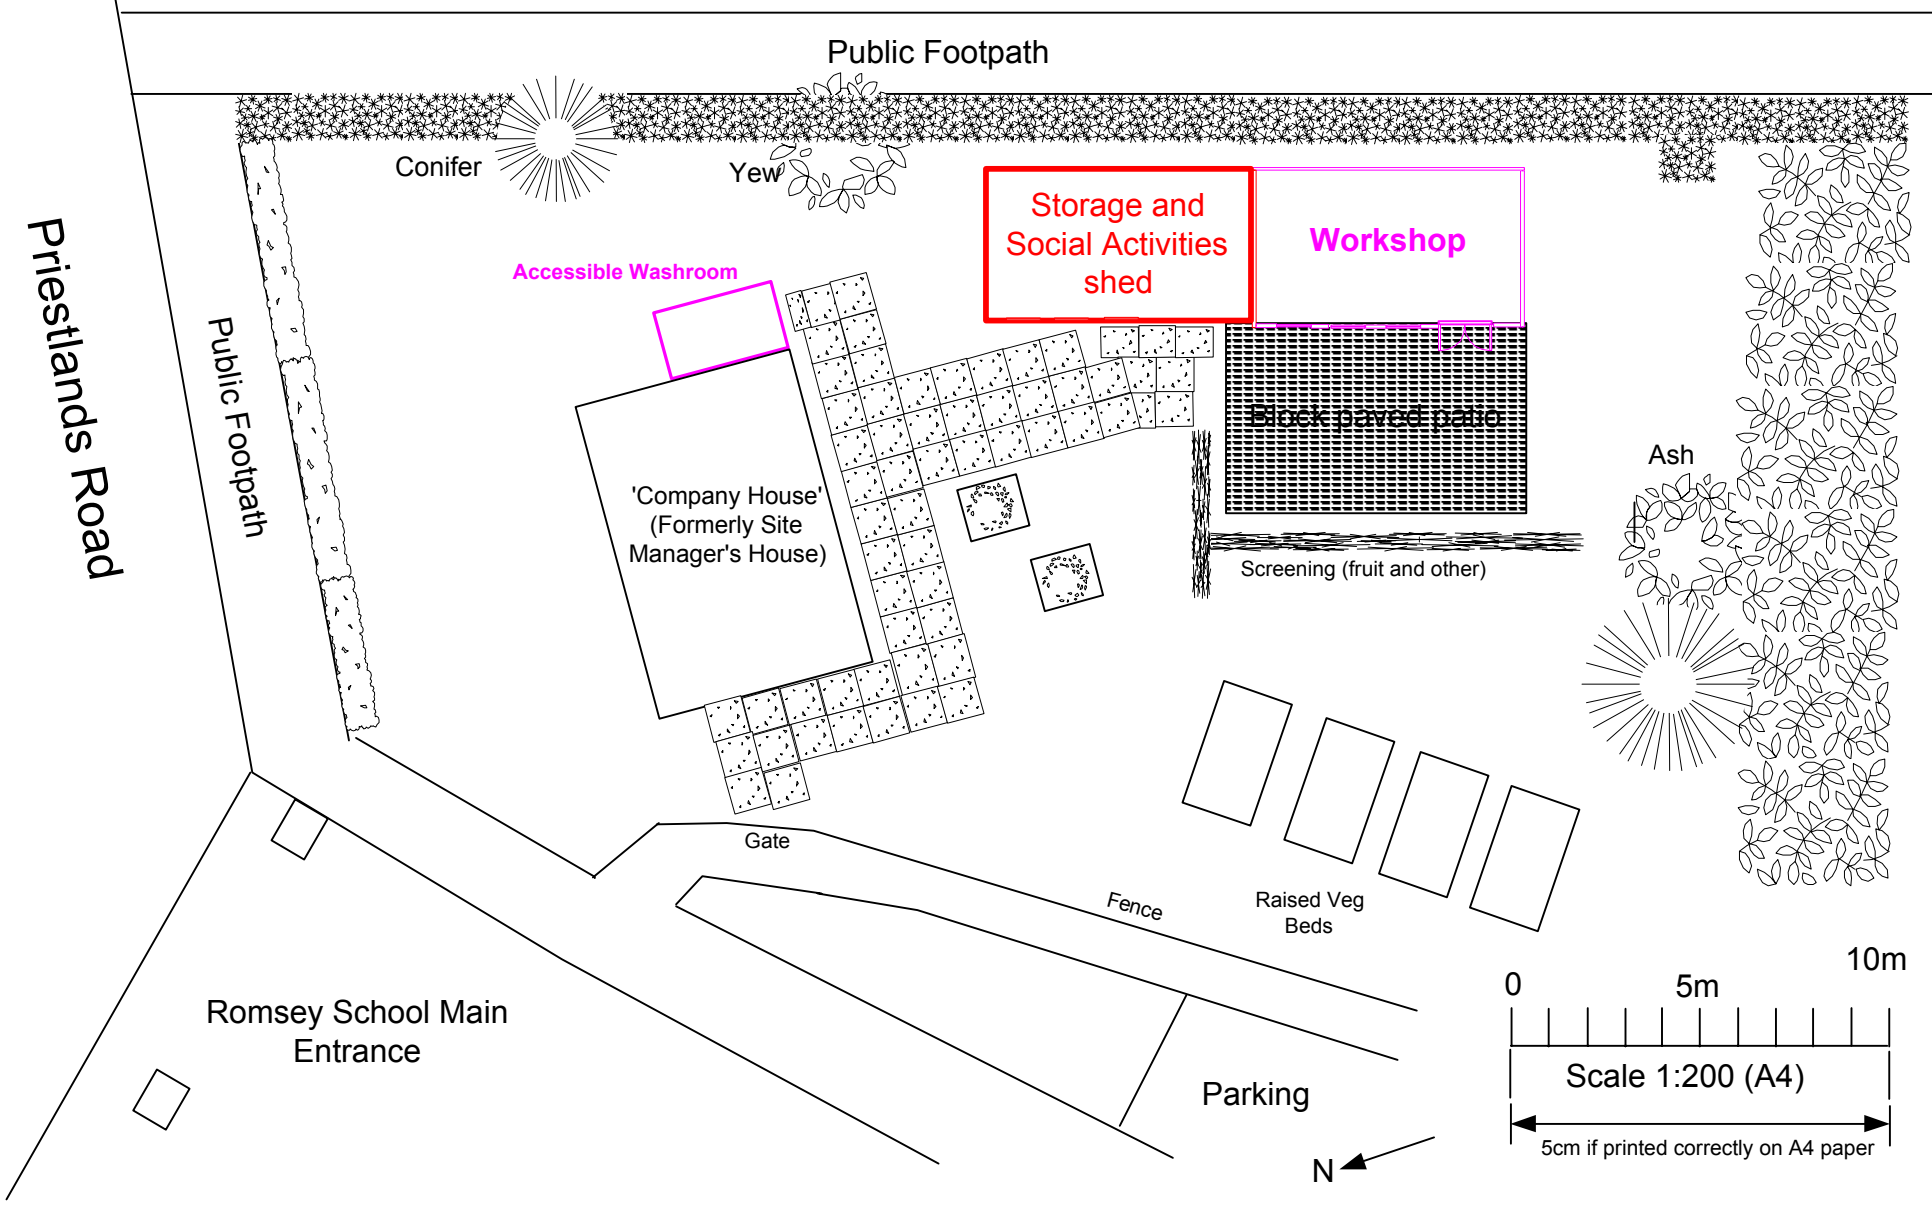 Public Footpath
Conifer
Yew
Storage and
Social Activities
shed
Workshop
Accessible Washroom
Priestlands Road
Public Footpath
Block paved patio
Ash
'Company House'
(Formerly Site
Manager's House)
Screening (fruit and other)
Gate
Fence
Raised Veg
Beds
Romsey School Main
Entrance
Parking
N
0
5m
10m
Scale 1:200 (A4)
5cm if printed correctly on A4 paper